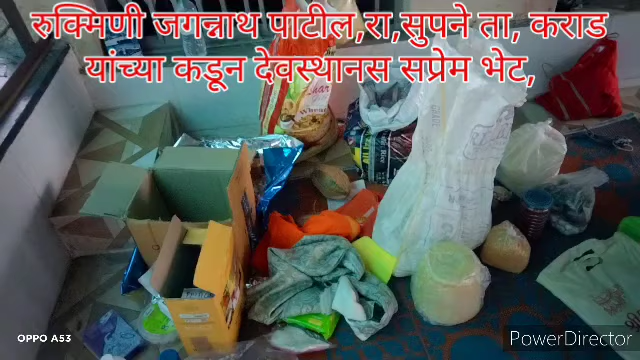 रुक्मिणी जगन्नाथ पाटील,रा,सुपने ता, कराड
यांच्या कडून देवस्थानस सप्रेम भेट,
OPPO A53
PowerDirector